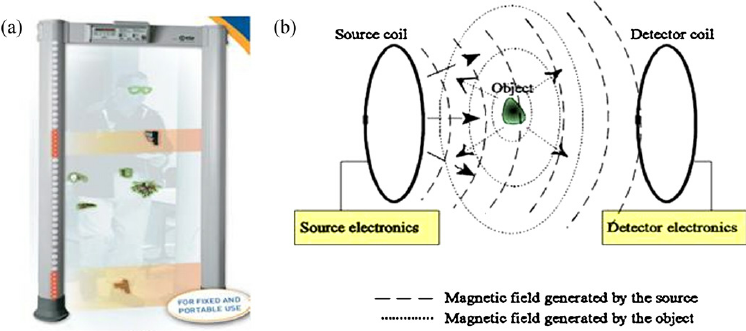 (a)
FOR FIXED AND
PORTABLE USE
(b)
Source coil
Detector coil
Object
Source electronics
Detector electronics
Magnetic field generated by the source
Magnetic field generated by the object